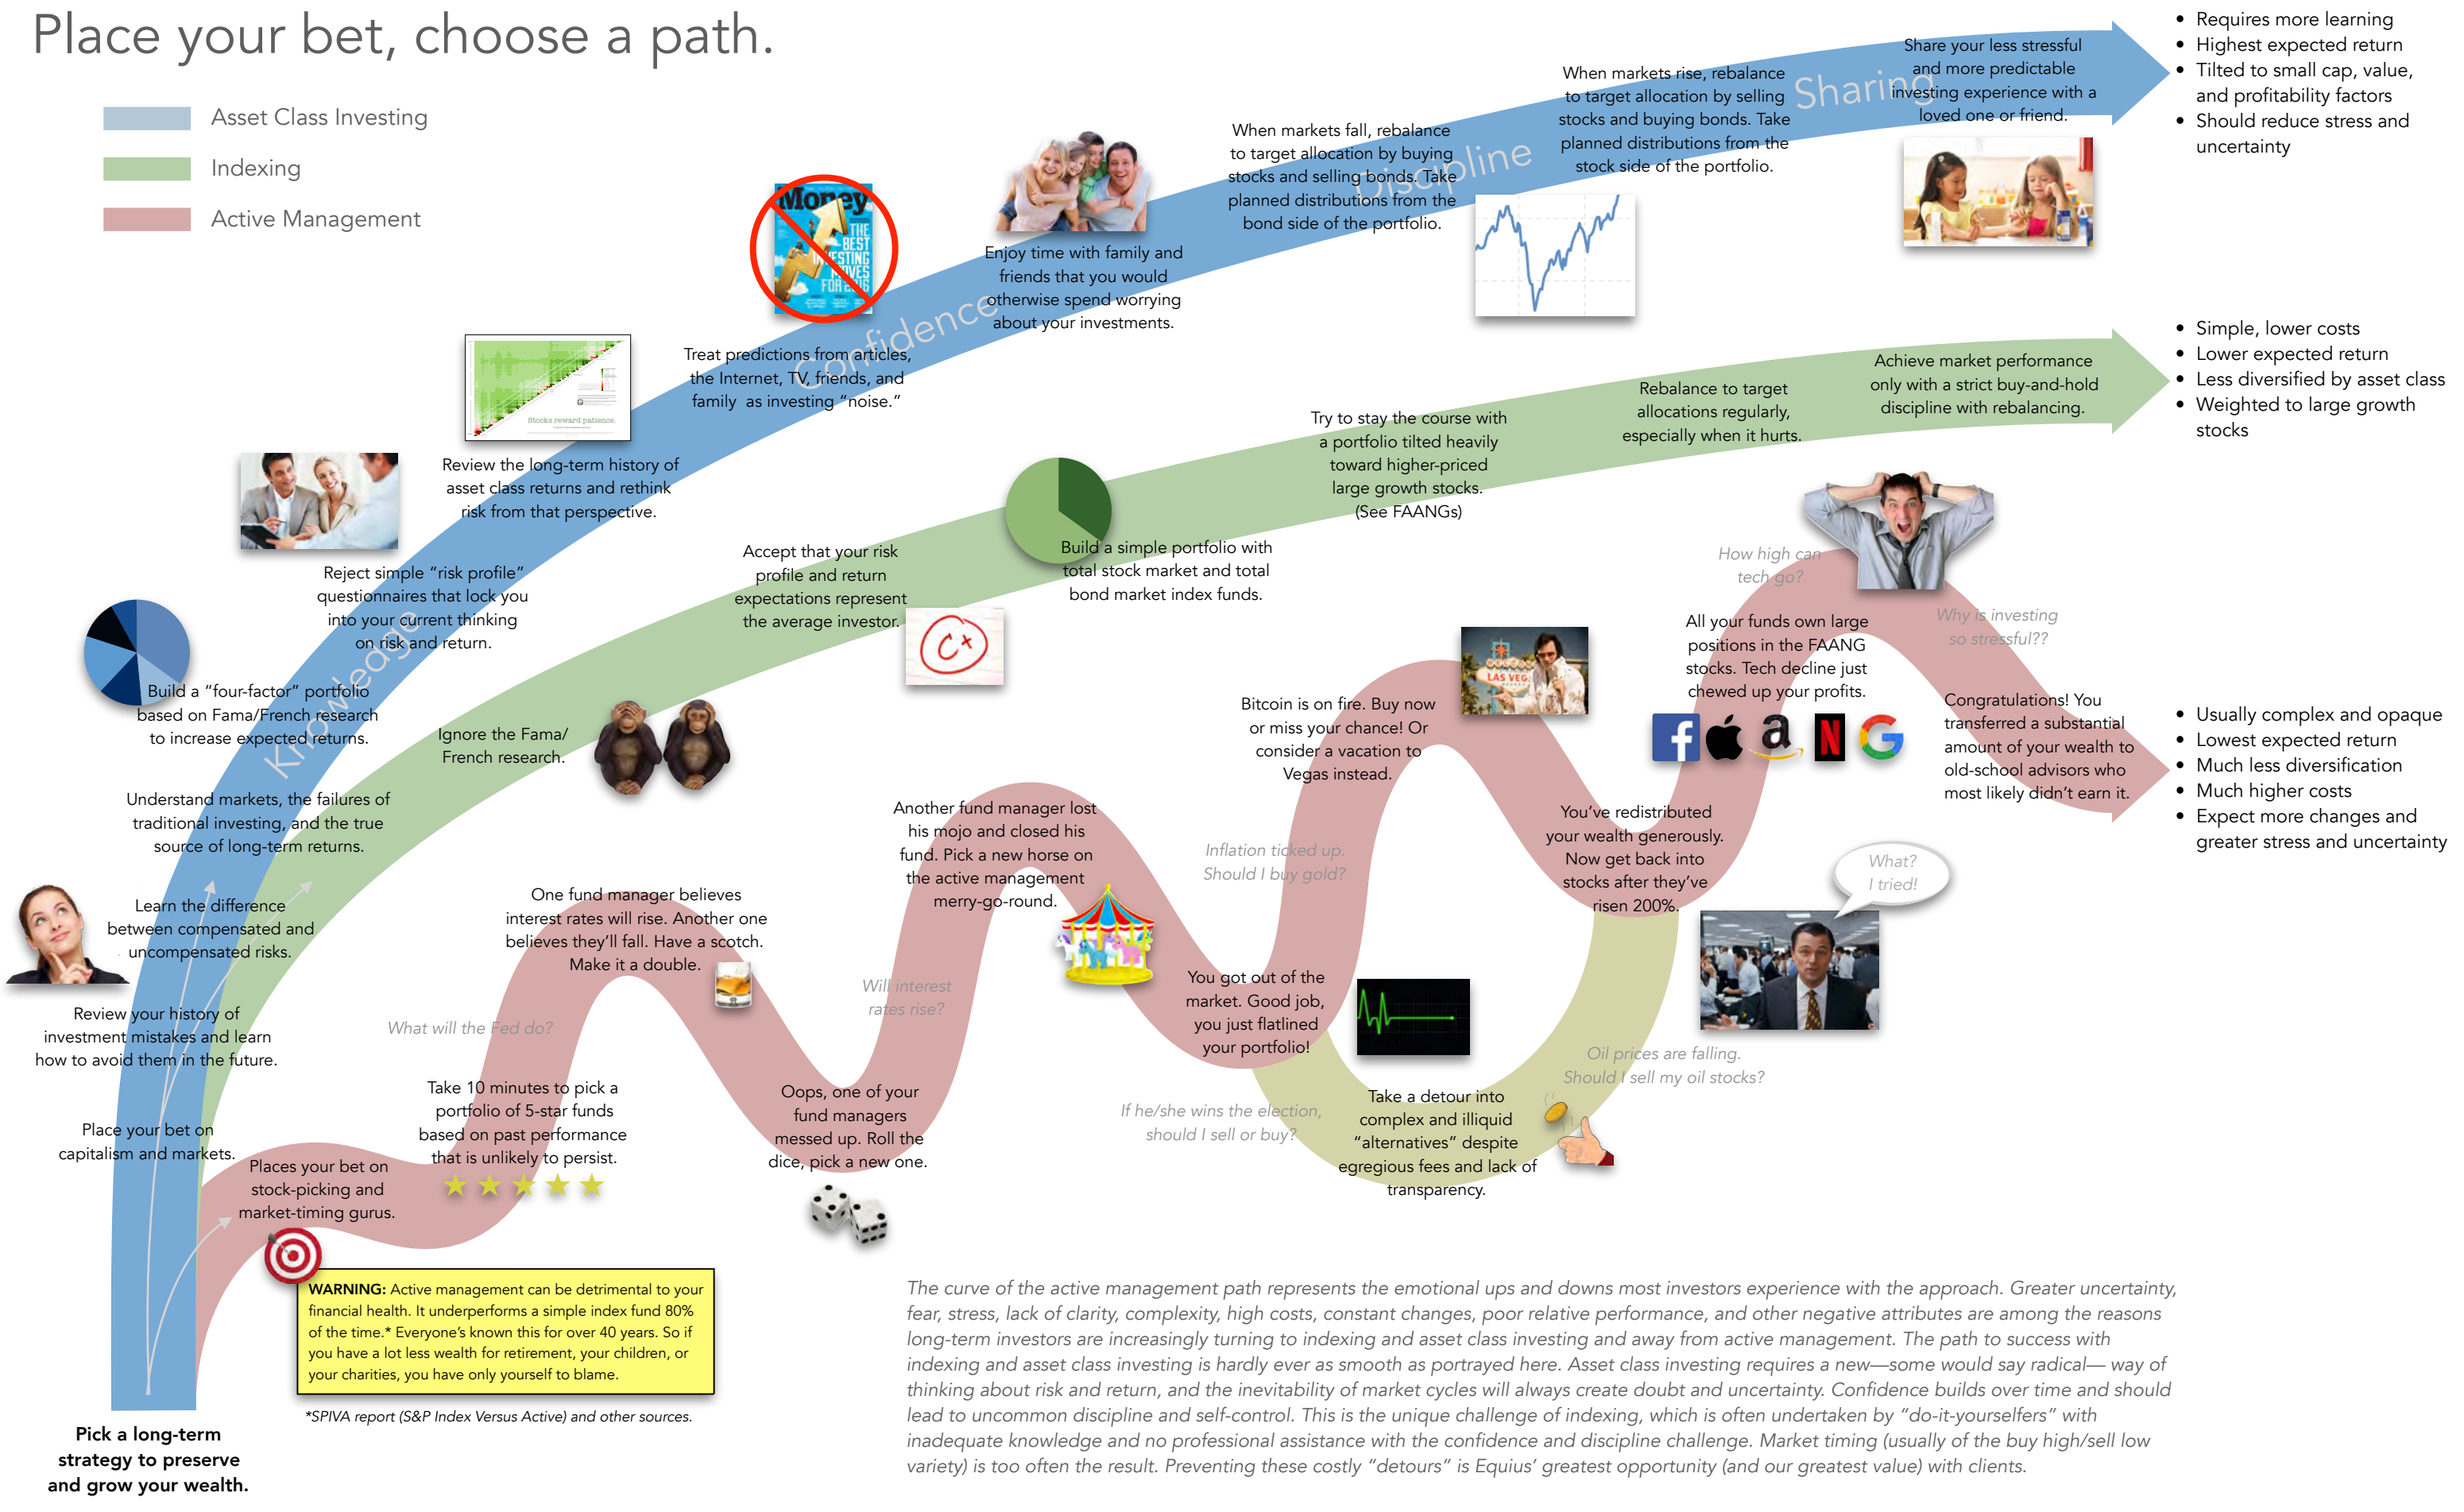 Place your bet, choose a path.
Asset Class Investing
Indexing
Active Management
Requires more learning
Highest expected return
Tilted to small cap, value,
and profitability factors
Should reduce stress and
uncertainty
Sharing
Share your less stressful
and more predictable
investing experience with a
loved one or friend.
When markets rise, rebalance
to target allocation by selling
stocks and buying bonds. Take
planned distributions from the
stock side of the portfolio.
Discipline
When markets fall, rebalance
to target allocation by buying
stocks and selling bonds. Take
planned distributions from the
bond side of the portfolio.
Enjoy time with family and
friends that you would
otherwise spend worrying
about your investments.
Money
THE
BEST
INVESTING
MOVES
FOR 2016
Confidence
Treat predictions from articles,
the Internet, TV, friends, and
family as investing “noise.”
Stocks reward patience.
Review the long-term history of
asset class returns and rethink
risk from that perspective.
Reject simple “risk profile”
questionnaires that lock you
into your current thinking
on risk and return.
Knowledge
Build a “four-factor” portfolio
based on Fama/French research
to increase expected returns.
Understand markets, the failures of
traditional investing, and the true
source of long-term returns.
Learn the difference
between compensated and
uncompensated risks.
Review your history of
investment mistakes and learn
how to avoid them in the future.
Place your bet on
capitalism and markets.
Pick a long-term
strategy to preserve
and grow your wealth.
Simple, lower costs
Lower expected return
Less diversified by asset class
Weighted to large growth
stocks
Achieve market performance
only with a strict buy-and-hold
discipline with rebalancing.
Rebalance to target
allocations regularly,
especially when it hurts.
Try to stay the course with
a portfolio tilted heavily
toward higher-priced
large growth stocks.
(See FAANGs)
Build a simple portfolio with
total stock market and total
bond market index funds.
Accept that your risk
profile and return
expectations represent
the average investor.
C+
Ignore the Fama/
French research.
Places your bet on
stock-picking and
market-timing gurus.
Take 10 minutes to pick a
portfolio of 5-star funds
based on past performance
that is unlikely to persist.
What will the Fed do?
One fund manager believes
interest rates will rise. Another one
believes they’ll fall. Have a scotch.
Make it a double.
Oops, one of your
fund managers
messed up. Roll the
dice, pick a new one.
Will interest
rates rise?
Another fund manager lost
his mojo and closed his
fund. Pick a new horse on
the active management
merry-go-round.
You got out of the
market. Good job,
you just flatlined
your portfolio!
If he/she wins the election,
should I sell or buy?
Inflation ticked up.
Should I buy gold?
Bitcoin is on fire. Buy now
or miss your chance! Or
consider a vacation to
Vegas instead.
LAS VEG
Take a detour into
complex and illiquid
“alternatives” despite
egregious fees and lack of
transparency.
Oil prices are falling.
Should I sell my oil stocks?
You’ve redistributed
your wealth generously.
Now get back into
stocks after they’ve
risen 200%.
What?
I tried!
All your funds own large
positions in the FAANG
stocks. Tech decline just
chewed up your profits.
f a N G
How high can
tech go?
Why is investing
so stressful??
Congratulations! You
transferred a substantial
amount of your wealth to
old-school advisors who
most likely didn’t earn it.
Usually complex and opaque
Lowest expected return
Much less diversification
Much higher costs
Expect more changes and
greater stress and uncertainty
WARNING: Active management can be detrimental to your
financial health. It underperforms a simple index fund 80%
of the time.* Everyone’s known this for over 40 years. So if
you have a lot less wealth for retirement, your children, or
your charities, you have only yourself to blame.
*SPIVA report (S&P Index Versus Active) and other sources.
The curve of the active management path represents the emotional ups and downs most investors experience with the approach. Greater uncertainty,
fear, stress, lack of clarity, complexity, high costs, constant changes, poor relative performance, and other negative attributes are among the reasons
long-term investors are increasingly turning to indexing and asset class investing and away from active management. The path to success with
indexing and asset class investing is hardly ever as smooth as portrayed here. Asset class investing requires a new—some would say radical— way of
thinking about risk and return, and the inevitability of market cycles will always create doubt and uncertainty. Confidence builds over time and should
lead to uncommon discipline and self-control. This is the unique challenge of indexing, which is often undertaken by “do-it-yourselfers” with
inadequate knowledge and no professional assistance with the confidence and discipline challenge. Market timing (usually of the buy high/sell low
variety) is too often the result. Preventing these costly “detours” is Equius’ greatest opportunity (and our greatest value) with clients.